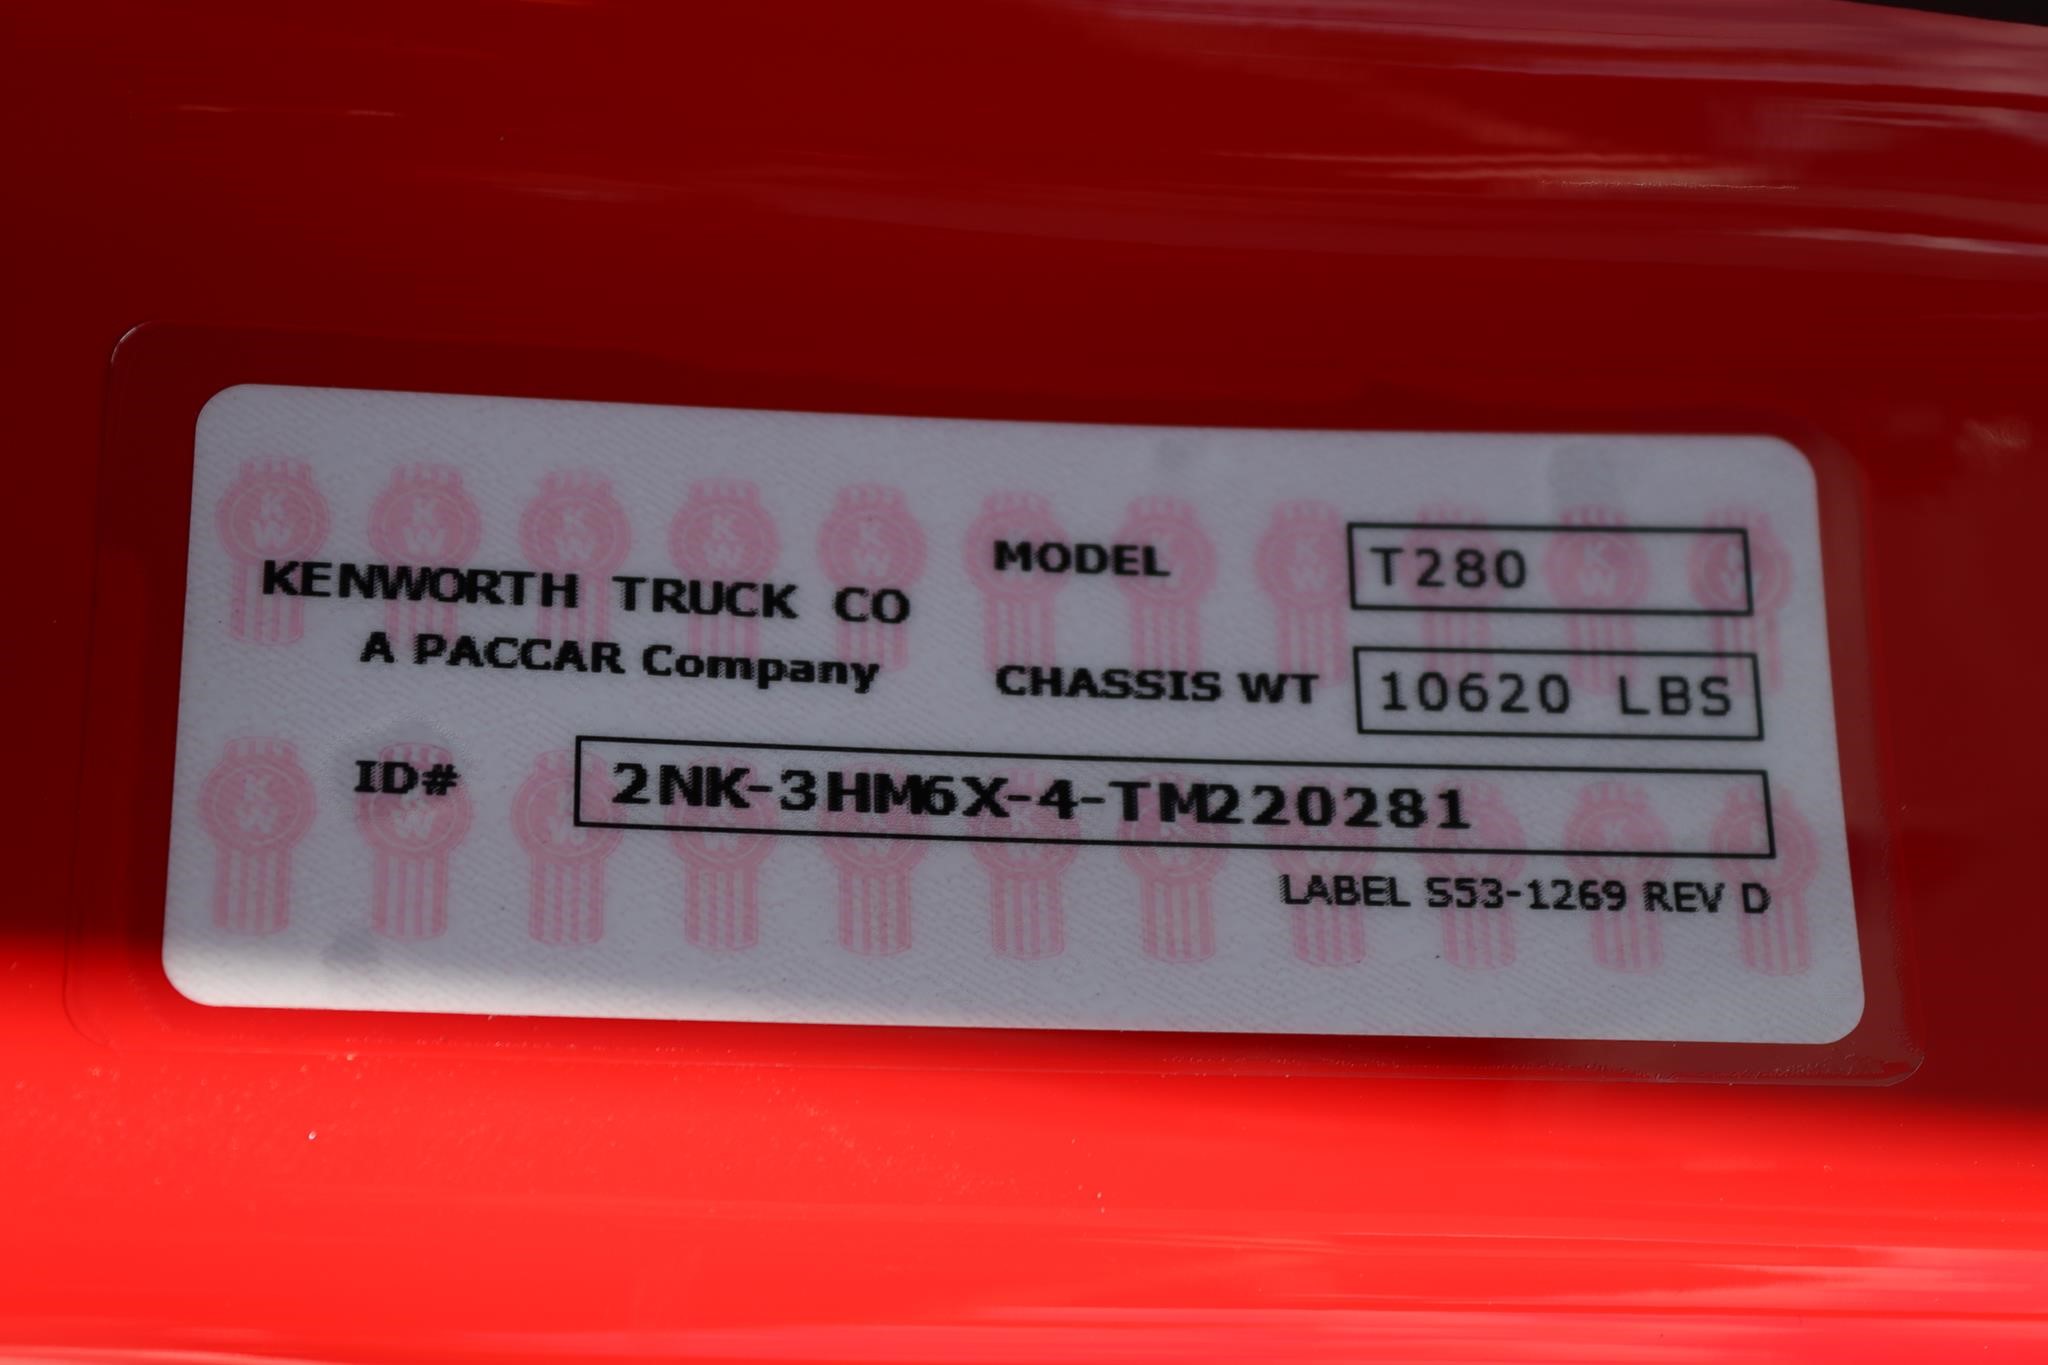 KENWORTH TRUCK CO
A PACCAR Company
MODEL T280
CHASSIS WT 10620 LBS
ID# 2NK-3HM6X-4-TM220281
LABEL S53-1269 REV D